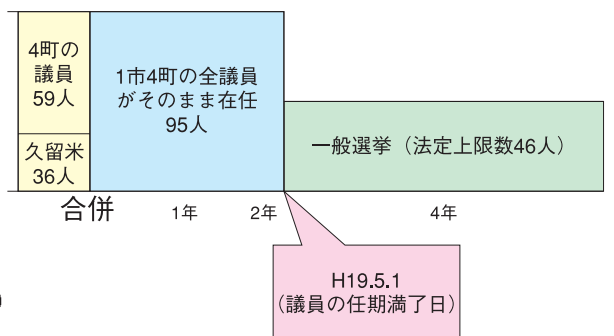 4町の
議員
59人
久留米
36人
1市4町の全議員
がそのまま在任
95人
一般選挙（法定上限数46人）
合併
1年
2年
4年
H19.5.1
（議員の任期満了日）